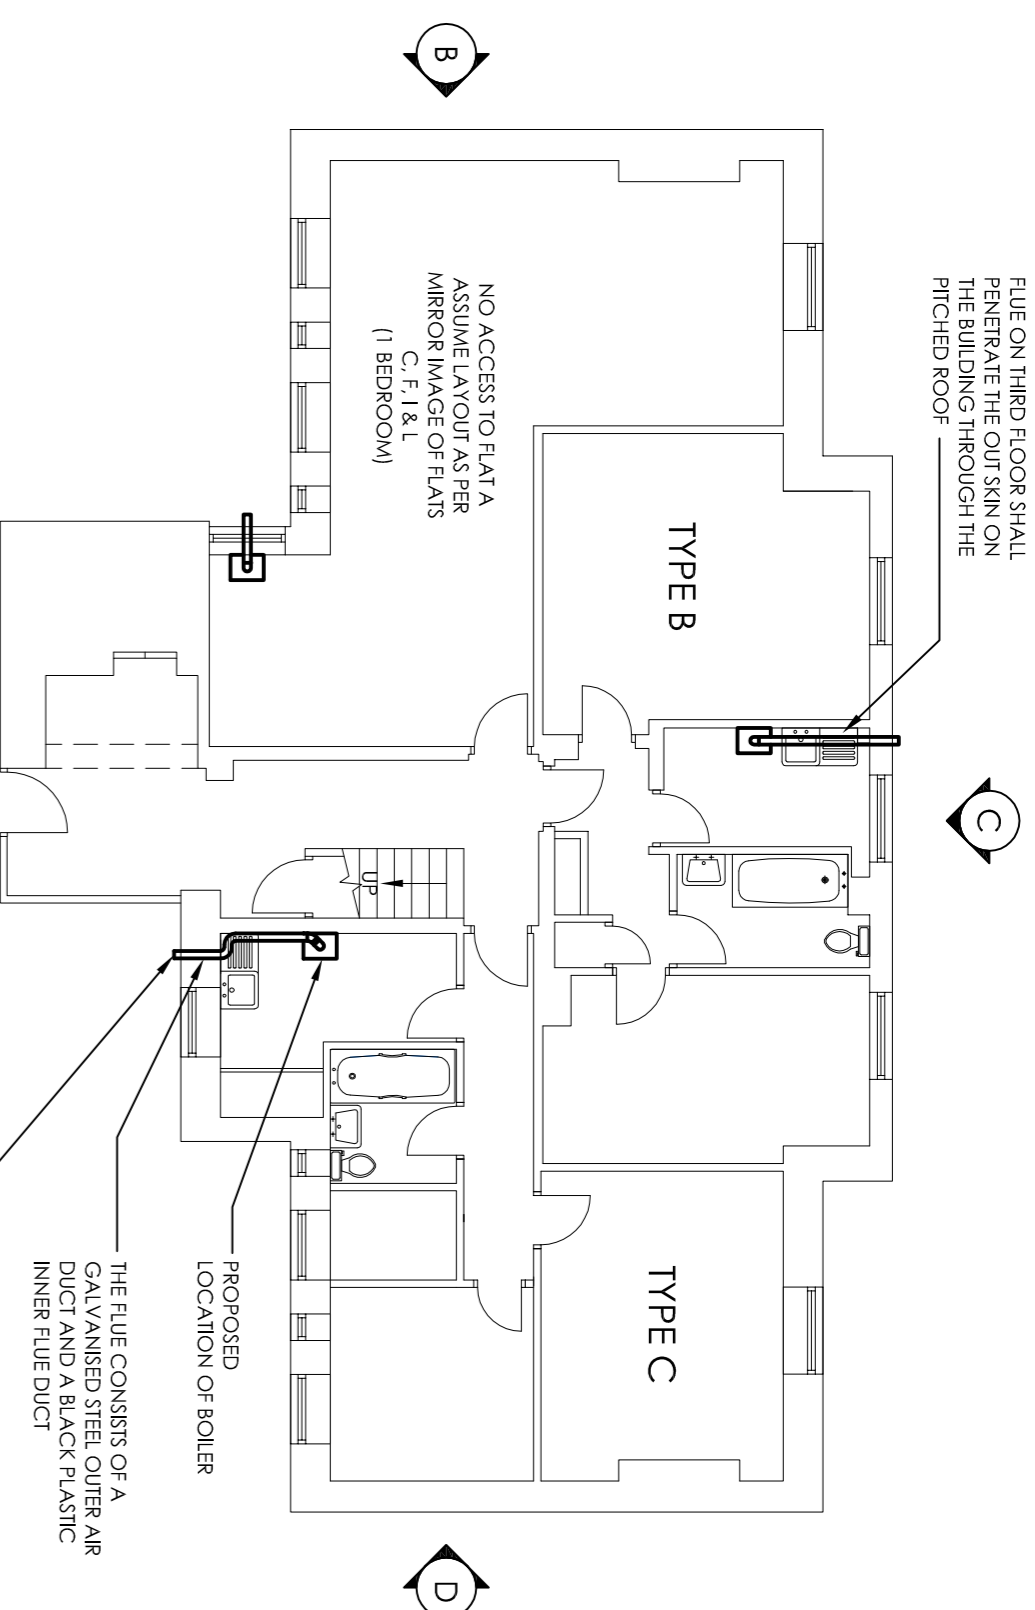 FLUE ON THIRD FLOOR SHALL
PENETRATE THE OUT SKIN ON
THE BUILDING THROUGH THE
PITCHED ROOF
B
C
D
TYPE B
TYPE C
NO ACCESS TO FLAT A
ASSUME LAYOUT AS PER
MIRROR IMAGE OF FLATS
C, F, I & L
(1 BEDROOM)
UP
PROPOSED
LOCATION OF BOILER
THE FLUE CONSISTS OF A
GALVANISED STEEL OUTER AIR
DUCT AND A BLACK PLASTIC
INNER FLUE DUCT